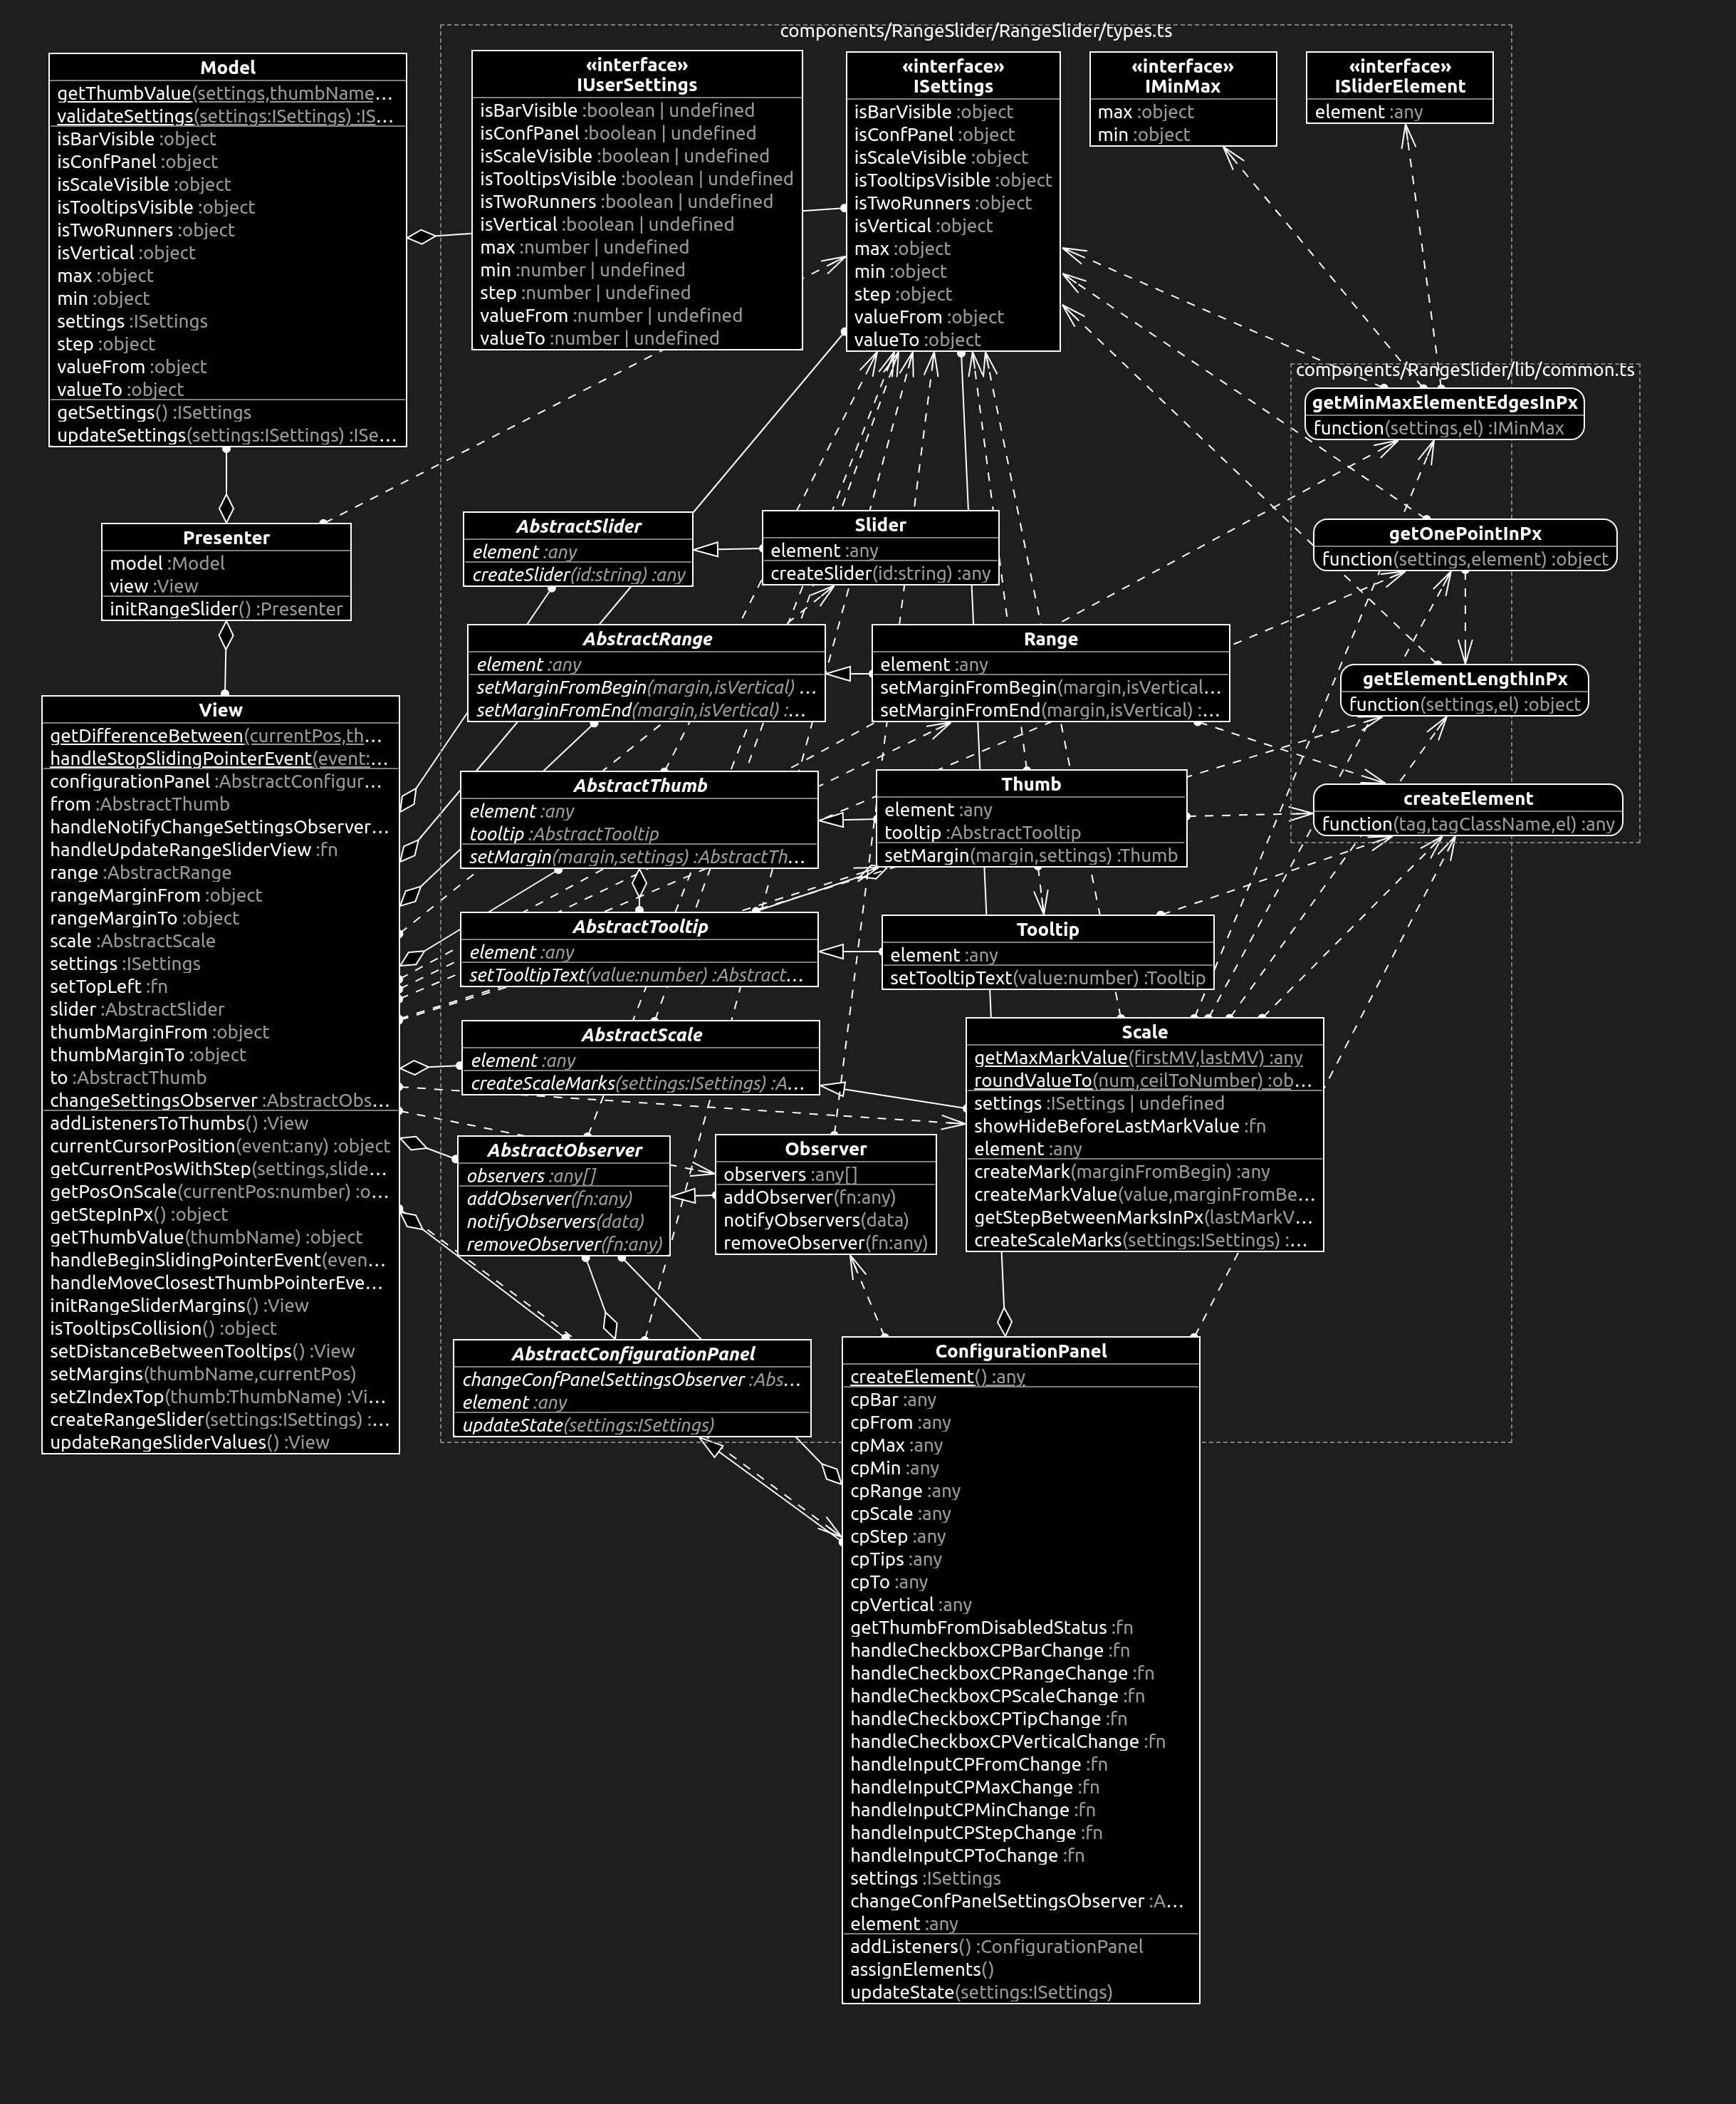 components/RangeSlider/RangeSlider/types.ts
Model
getThumbValue(settings,thumbName…
validateSettings(settings:ISettings) :IS…
isBarVisible :object
isConfPanel :object
isScaleVisible :object
isTooltipsVisible :object
isTwoRunners :object
isVertical :object
max :object
min :object
settings :ISettings
step :object
valueFrom :object
valueTo :object
getSettings() :ISettings
updateSettings(settings:ISettings) :ISe…
«interface»
IUserSettings
isBarVisible :boolean | undefined
isConfPanel :boolean | undefined
isScaleVisible :boolean | undefined
isTooltipsVisible :boolean | undefined
isTwoRunners :boolean | undefined
isVertical :boolean | undefined
max :number | undefined
min :number | undefined
step :number | undefined
valueFrom :number | undefined
valueTo :number | undefined
«interface»
ISettings
isBarVisible :object
isConfPanel :object
isScaleVisible :object
isTooltipsVisible :object
isTwoRunners :object
isVertical :object
max :object
min :object
step :object
valueFrom :object
valueTo :object
«interface»
IMinMax
max :object
min :object
«interface»
ISliderElement
element :any
components/RangeSlider/lib/common.ts
getMinMaxElementEdgesInPx
function(settings,el) :IMinMax
getOnePointInPx
function(settings,element) :object
getElementLengthInPx
function(settings,el) :object
createElement
function(tag,tagClassName,el) :any
Presenter
model :Model
view :View
initRangeSlider() :Presenter
AbstractSlider
element :any
createSlider(id:string) :any
Slider
element :any
createSlider(id:string) :any
AbstractRange
element :any
setMarginFromBegin(margin,isVertical) …
setMarginFromEnd(margin,isVertical) :…
Range
element :any
setMarginFromBegin(margin,isVertical…
setMarginFromEnd(margin,isVertical) :…
View
getDifferenceBetween(currentPos,th…
handleStopSlidingPointerEvent(event:…
configurationPanel :AbstractConfigur…
from :AbstractThumb
handleNotifyChangeSettingsObserver…
handleUpdateRangeSliderView :fn
range :AbstractRange
rangeMarginFrom :object
rangeMarginTo :object
scale :AbstractScale
settings :ISettings
setTopLeft :fn
slider :AbstractSlider
thumbMarginFrom :object
thumbMarginTo :object
to :AbstractThumb
changeSettingsObserver :AbstractObs…
addListenersToThumbs() :View
currentCursorPosition(event:any) :object
getCurrentPosWithStep(settings,slide…
getPosOnScale(currentPos:number) :o…
getStepInPx() :object
getThumbValue(thumbName) :object
handleBeginSlidingPointerEvent(even…
handleMoveClosestThumbPointerEve…
initRangeSliderMargins() :View
isTooltipsCollision() :object
setDistanceBetweenTooltips() :View
setMargins(thumbName,currentPos)
setZIndexTop(thumb:ThumbName) :Vi…
createRangeSlider(settings:ISettings) :…
updateRangeSliderValues() :View
AbstractThumb
element :any
tooltip :AbstractTooltip
setMargin(margin,settings) :AbstractTh…
Thumb
element :any
tooltip :AbstractTooltip
setMargin(margin,settings) :Thumb
AbstractTooltip
element :any
setTooltipText(value:number) :Abstract…
Tooltip
element :any
setTooltipText(value:number) :Tooltip
AbstractScale
element :any
createScaleMarks(settings:ISettings) :A…
Scale
getMaxMarkValue(firstMV,lastMV) :any
roundValueTo(num,ceilToNumber) :ob…
settings :ISettings | undefined
showHideBeforeLastMarkValue :fn
element :any
createMark(marginFromBegin) :any
createMarkValue(value,marginFromBe…
getStepBetweenMarksInPx(lastMarkV…
createScaleMarks(settings:ISettings) :…
AbstractObserver
observers :any[]
addObserver(fn:any)
notifyObservers(data)
removeObserver(fn:any)
Observer
observers :any[]
addObserver(fn:any)
notifyObservers(data)
removeObserver(fn:any)
AbstractConfigurationPanel
changeConfPanelSettingsObserver :Abs…
element :any
updateState(settings:ISettings)
ConfigurationPanel
createElement() :any
cpBar :any
cpFrom :any
cpMax :any
cpMin :any
cpRange :any
cpScale :any
cpStep :any
cpTips :any
cpTo :any
cpVertical :any
getThumbFromDisabledStatus :fn
handleCheckboxCPBarChange :fn
handleCheckboxCPRangeChange :fn
handleCheckboxCPScaleChange :fn
handleCheckboxCPTipChange :fn
handleCheckboxCPVerticalChange :fn
handleInputCPFromChange :fn
handleInputCPMaxChange :fn
handleInputCPMinChange :fn
handleInputCPStepChange :fn
handleInputCPToChange :fn
settings :ISettings
changeConfPanelSettingsObserver :A…
element :any
addListeners() :ConfigurationPanel
assignElements()
updateState(settings:ISettings)